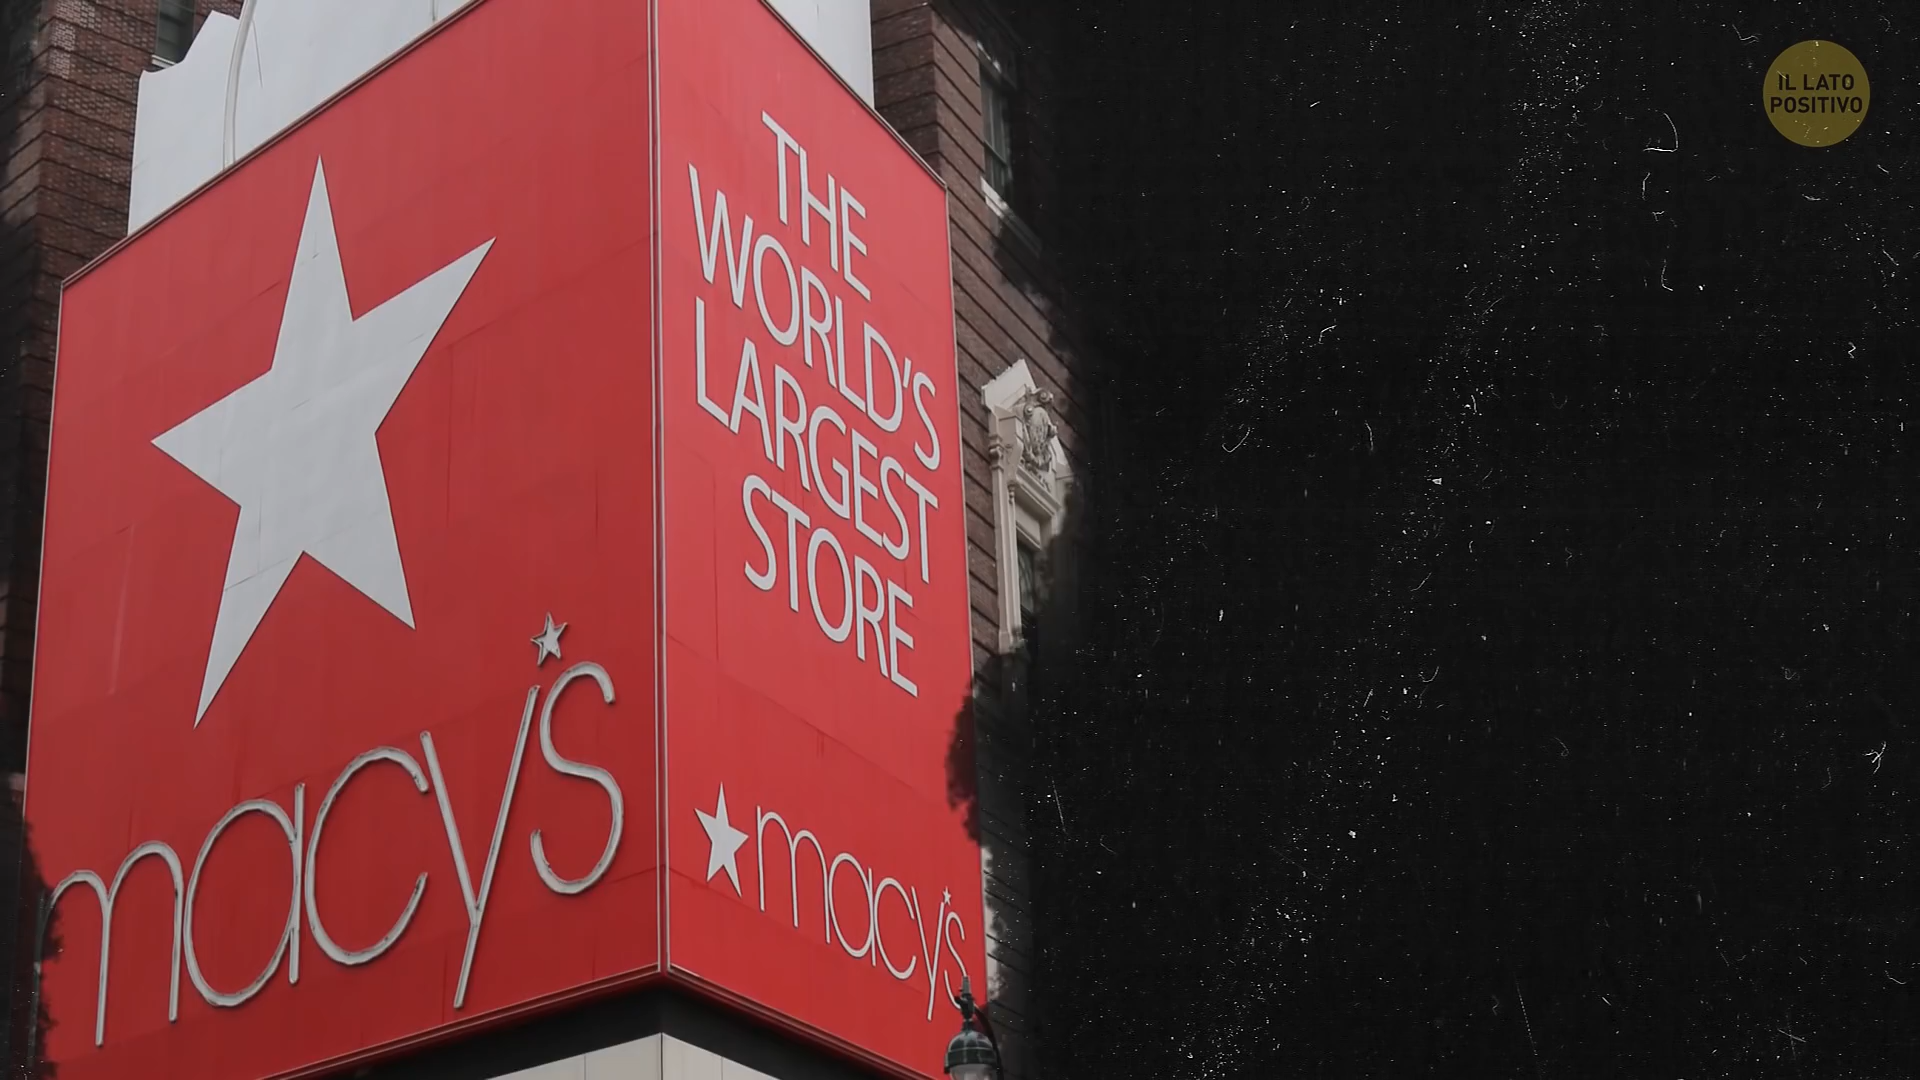 macy's
THE
WORLD'S
LARGEST
STORE
macy's
IL LATO
POSITIVO